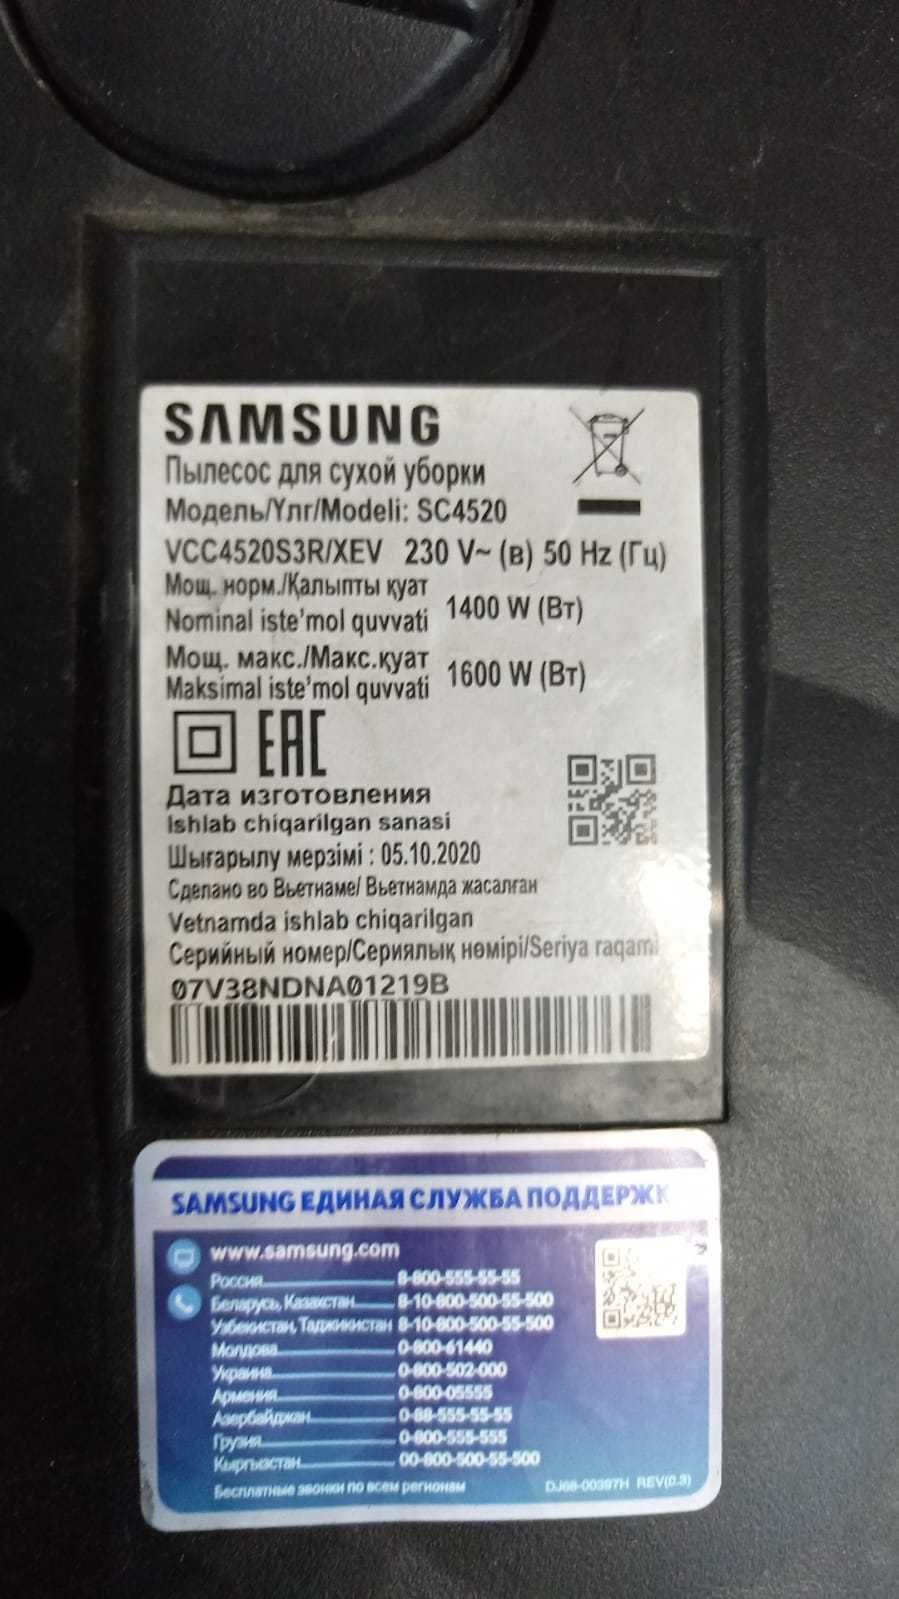 SAMSUNG
Пылесос для сухой уборки
Модель/Үлг/Modeli: SC4520
VCC4520S3R/XEV 230 V~ (в) 50 Hz (Гц)
Мощ. норм./Қалыпты қуат
Nominal iste'mol quvvati 1400 W (Вт)
Мощ. макс./Макс.қуат
Maksimal iste'mol quvvati 1600 W (Вт)
EAC
Дата изготовления
Ishlab chiqarilgan sanasi
Шығарылу мерзімі : 05.10.2020
Сделано во Вьетнаме/ Вьетнамда жасалған
Vetnamda ishlab chiqarilgan
Серийный номер/Сериялық нөмірі/Seriya raqami
07V38NDNA01219B
SAMSUNG ЕДИНАЯ СЛУЖБА ПОДДЕРЖК
www.samsung.com
Россия 8-800-555-55-55
Беларусь, Казахстан 8-10-800-500-55-500
Узбекистан, Таджикистан 8-10-800-500-55-500
Молдова 0-800-61440
Украина 0-800-502-000
Армения 0-800-05555
Азербайджан 0-88-555-55-55
Грузия 0-800-555-555
Кыргызстан 00-800-500-55-500
Бесплатные звонки по всем регионам DJ68-00397H REV(0.3)